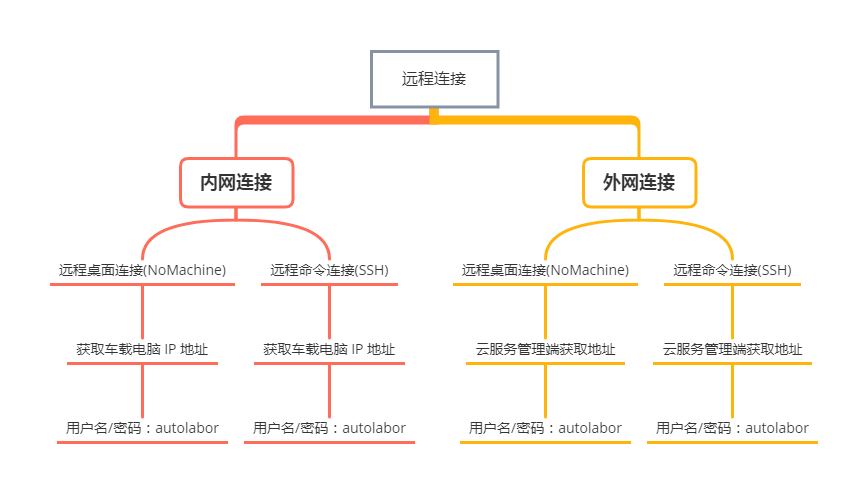 远程连接
内网连接
外网连接
远程桌面连接(NoMachine)
远程命令连接(SSH)
远程桌面连接(NoMachine)
远程命令连接(SSH)
获取车载电脑 IP 地址
获取车载电脑 IP 地址
云服务管理端获取地址
云服务管理端获取地址
用户名/密码：autolabor
用户名/密码：autolabor
用户名/密码：autolabor
用户名/密码：autolabor